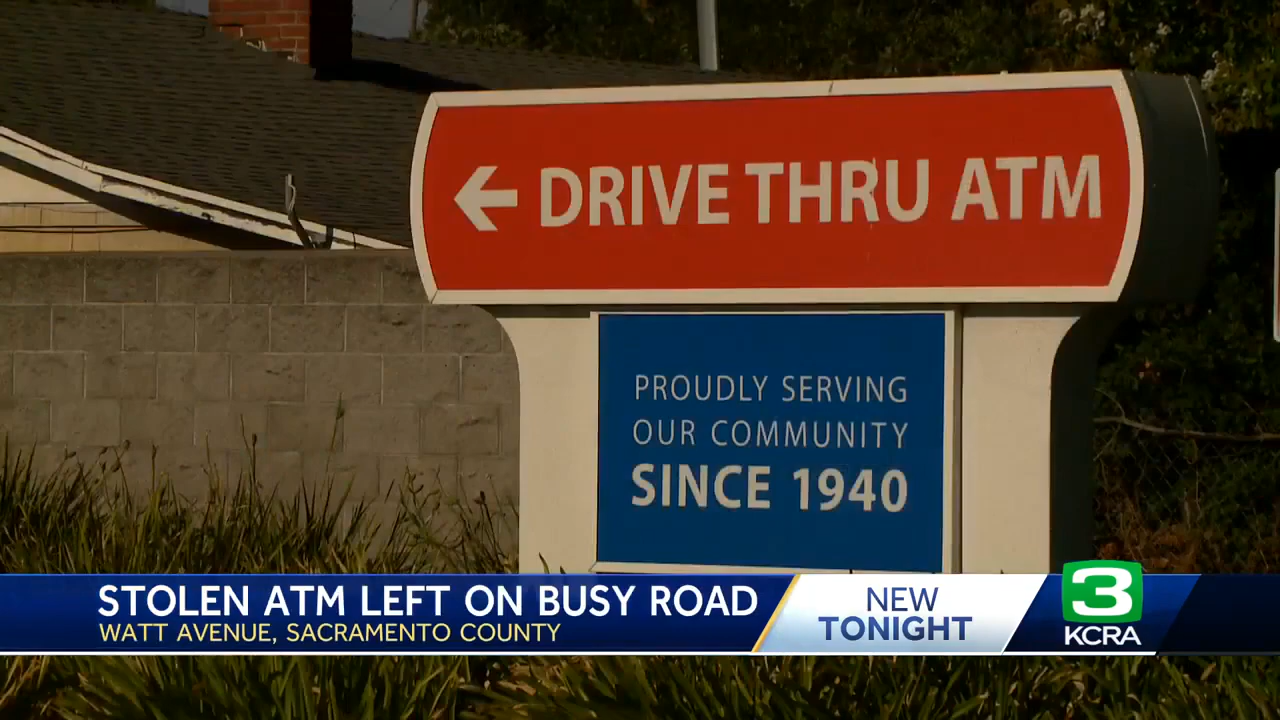 ← DRIVE THRU ATM
PROUDLY SERVING
OUR COMMUNITY
SINCE 1940
STOLEN ATM LEFT ON BUSY ROAD
WATT AVENUE, SACRAMENTO COUNTY
NEW
TONIGHT
3
KCRA